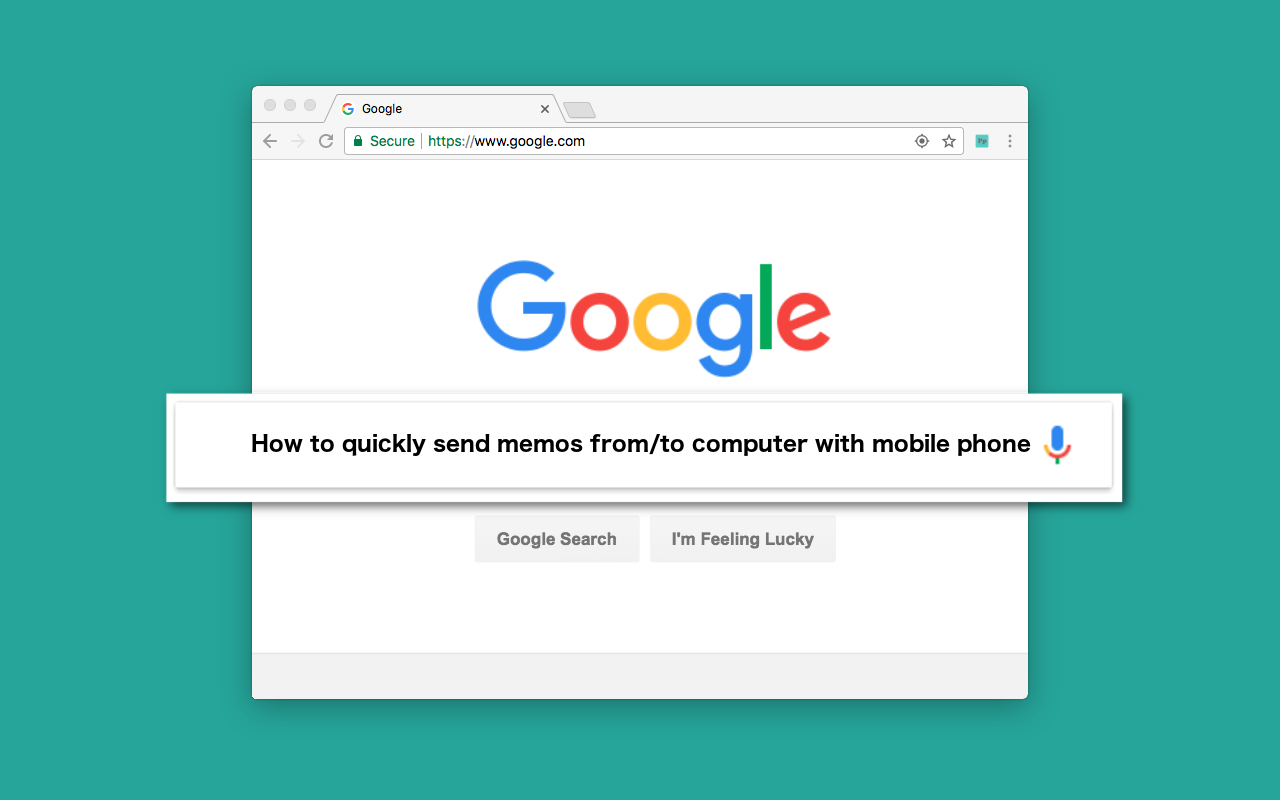 Google
Secure https://www.google.com
Google
How to quickly send memos from/to computer with mobile phone
Google Search
I'm Feeling Lucky